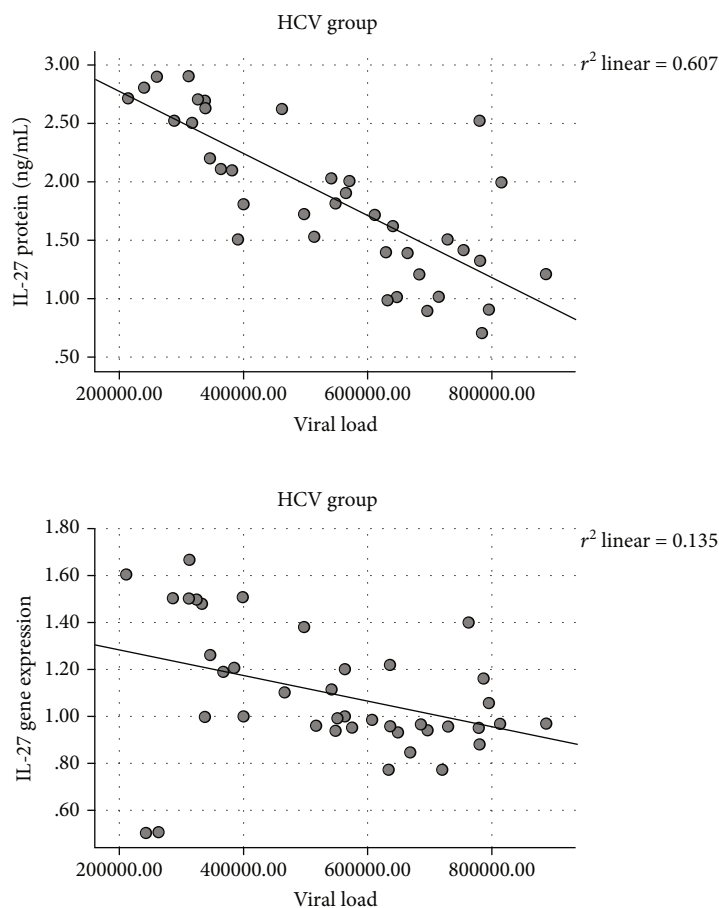 HCV group
r² linear = 0.607
3.00
2.50
2.00
1.50
1.00
.50
IL-27 protein (ng/mL)
200000.00 400000.00 600000.00 800000.00
Viral load
HCV group
r² linear = 0.135
1.80
1.60
1.40
1.20
1.00
.80
.60
IL-27 gene expression
200000.00 400000.00 600000.00 800000.00
Viral load